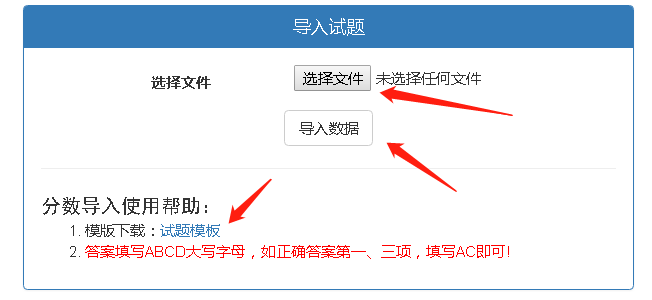 导入试题
选择文件 选择文件 未选择任何文件
导入数据
分数导入使用帮助：
1. 模版下载：试题模板
2. 答案填写ABCD大写字母，如正确答案第一、三项，填写AC即可!